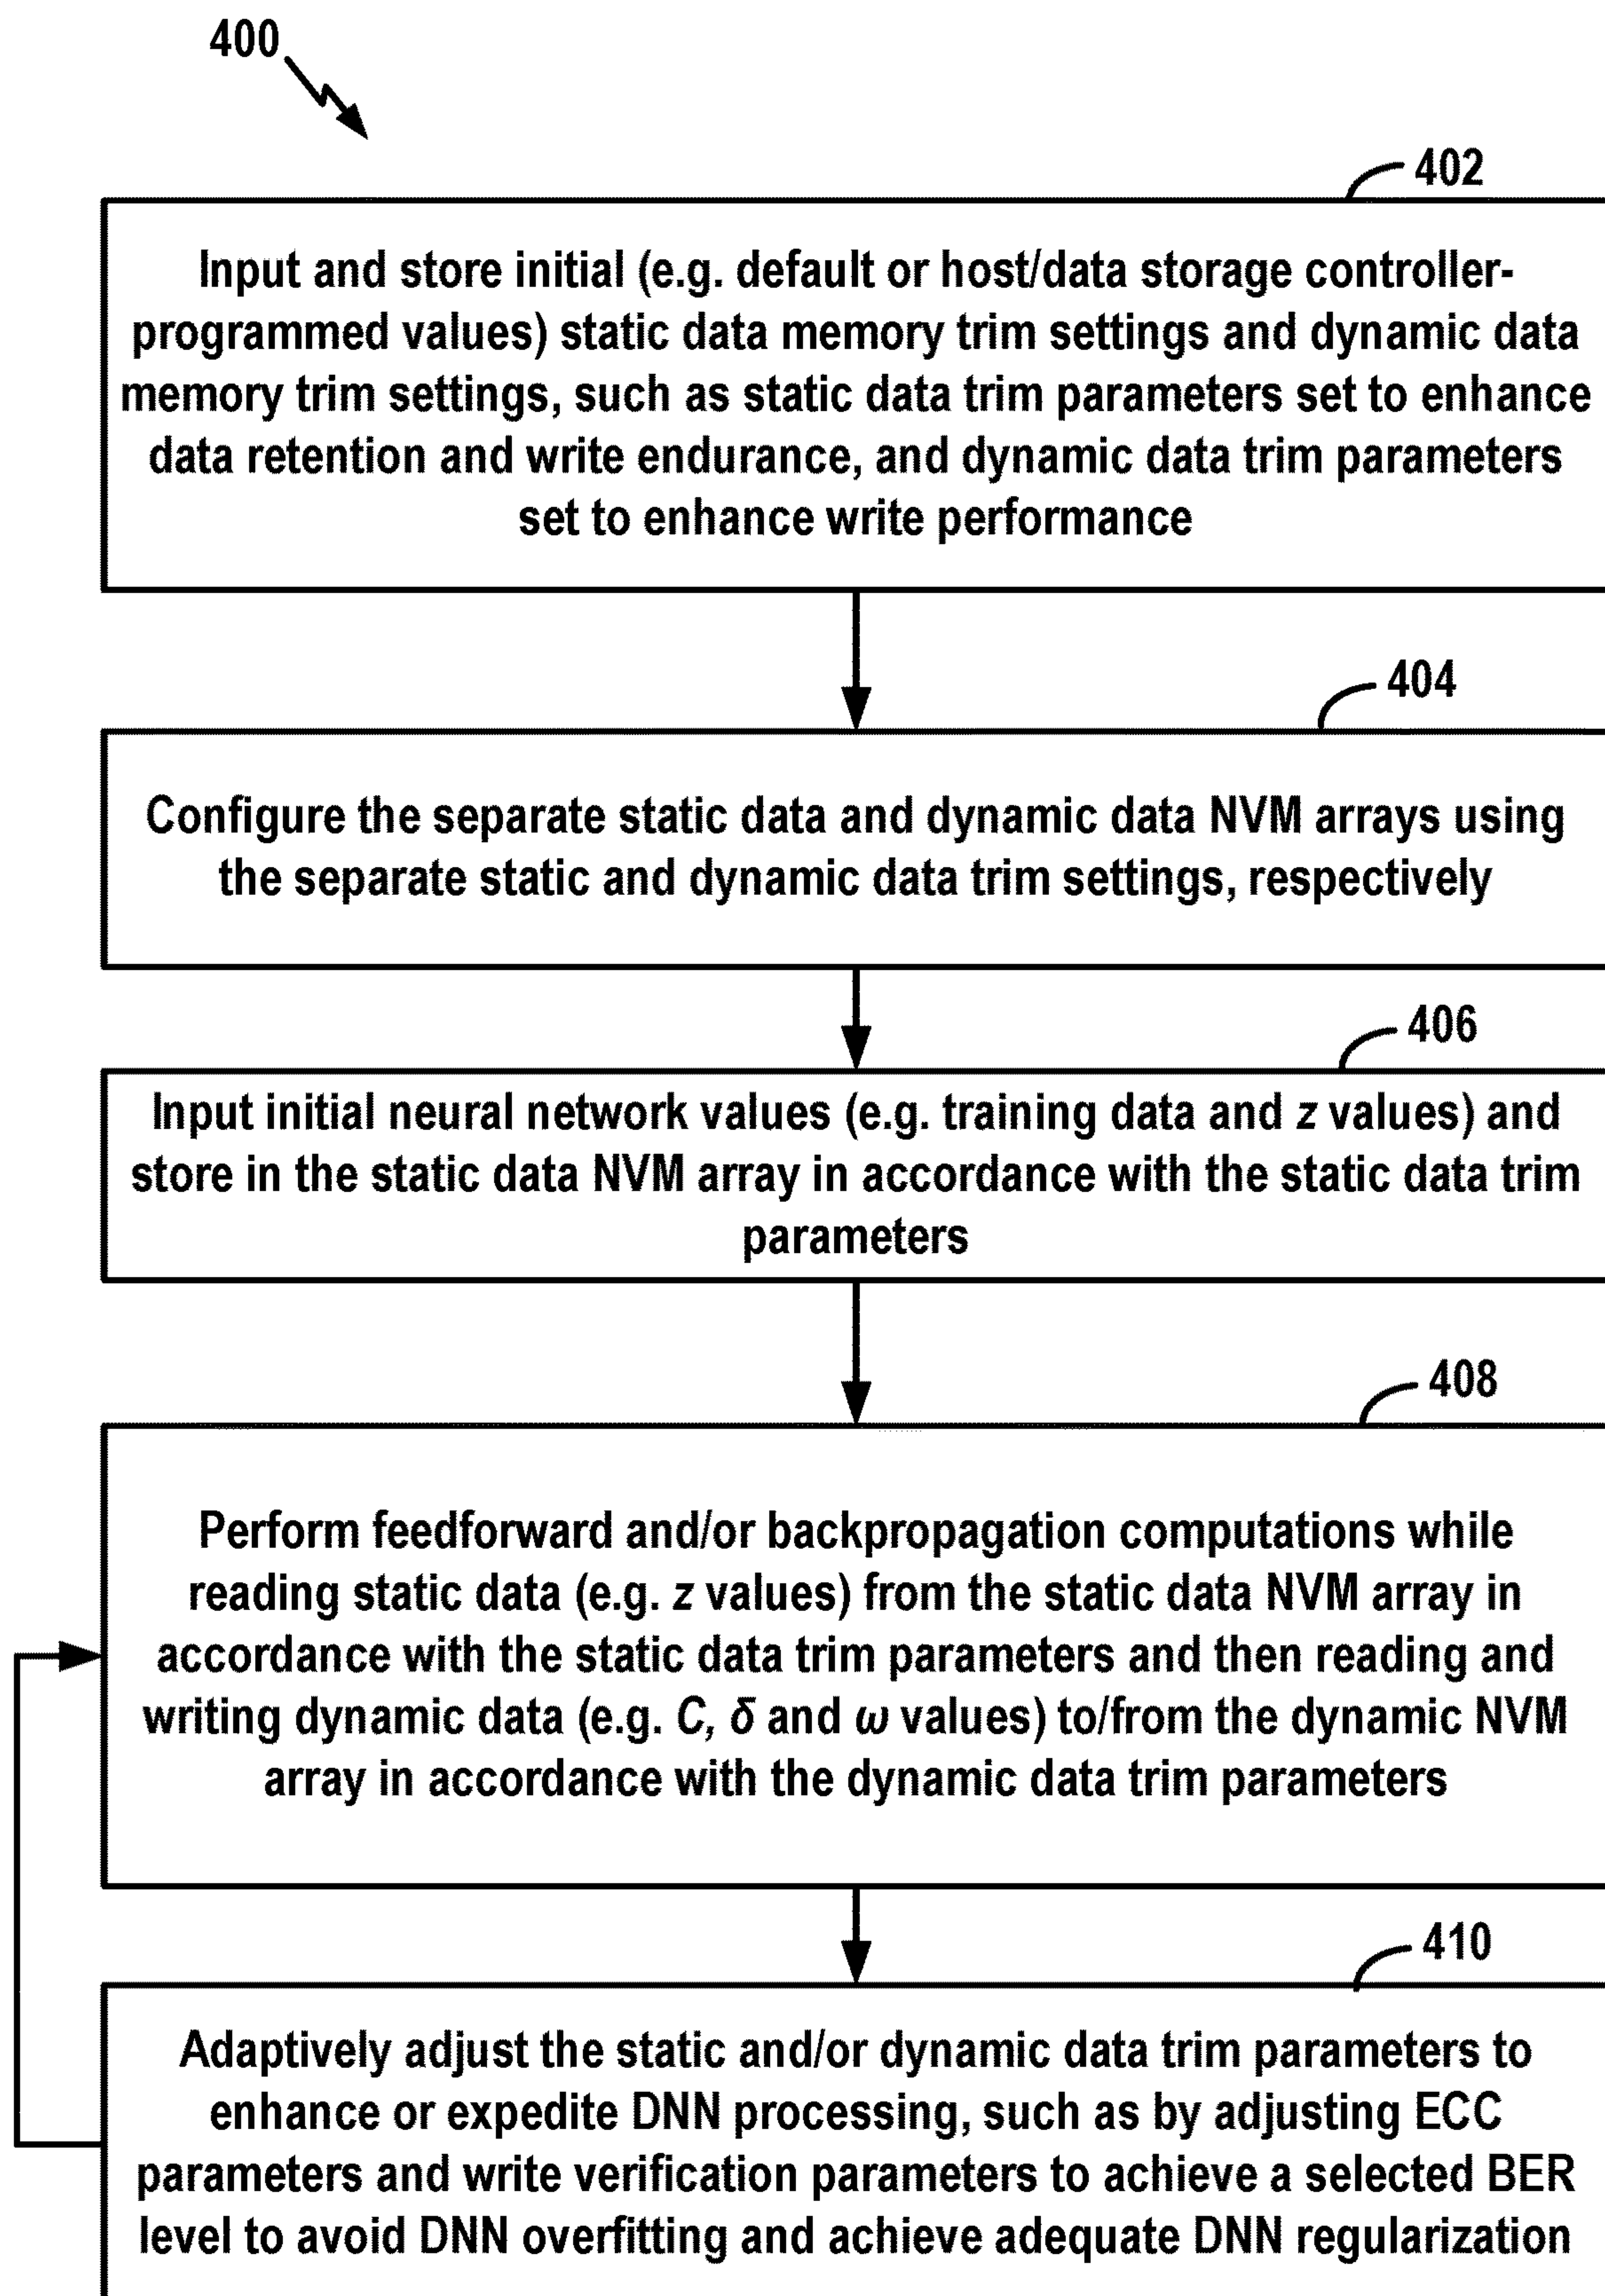 400
402
Input and store initial (e.g. default or host/data storage controller-
programmed values) static data memory trim settings and dynamic data
memory trim settings, such as static data trim parameters set to enhance
data retention and write endurance, and dynamic data trim parameters
set to enhance write performance
404
Configure the separate static data and dynamic data NVM arrays using
the separate static and dynamic data trim settings, respectively
406
Input initial neural network values (e.g. training data and z values) and
store in the static data NVM array in accordance with the static data trim
parameters
408
Perform feedforward and/or backpropagation computations while
reading static data (e.g. z values) from the static data NVM array in
accordance with the static data trim parameters and then reading and
writing dynamic data (e.g. C, δ and ω values) to/from the dynamic NVM
array in accordance with the dynamic data trim parameters
410
Adaptively adjust the static and/or dynamic data trim parameters to
enhance or expedite DNN processing, such as by adjusting ECC
parameters and write verification parameters to achieve a selected BER
level to avoid DNN overfitting and achieve adequate DNN regularization